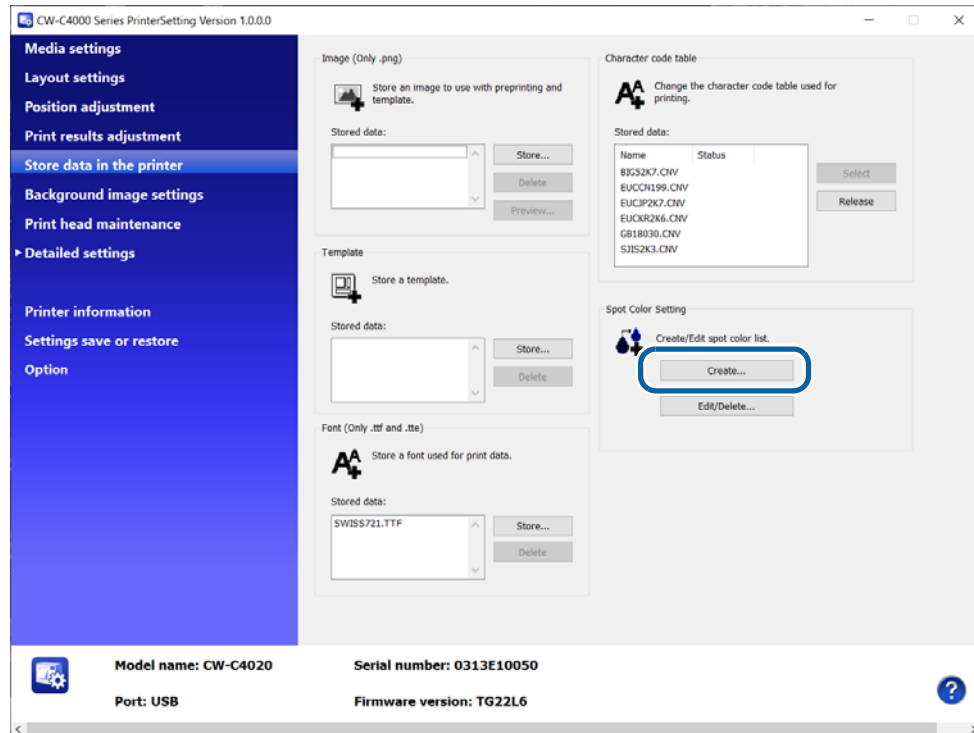 CW-C4000 Series PrinterSetting Version 1.0.0.0
Media settings
Layout settings
Position adjustment
Print results adjustment
Store data in the printer
Background image settings
Print head maintenance
Detailed settings
Printer information
Settings save or restore
Option
Image (Only .png)
Store an image to use with preprinting and
template.
Stored data:
Store...
Delete
Preview...
Template
Store a template.
Stored data:
Store...
Delete
Font (Only .ttf and .tte)
Store a font used for print data.
Stored data:
SWISS721.TTF
Store...
Delete
Character code table
Change the character code table used for
printing.
Stored data:
Name Status
BIG52K7.CNV
EUCCN199.CNV
EUCJP2K7.CNV
EUCKR2K6.CNV
GB18030.CNV
SJIS2K3.CNV
Select
Release
Spot Color Setting
Create/Edit spot color list.
Create...
Edit/Delete...
Model name: CW-C4020
Serial number: 0313E10050
Port: USB
Firmware version: TG22L6